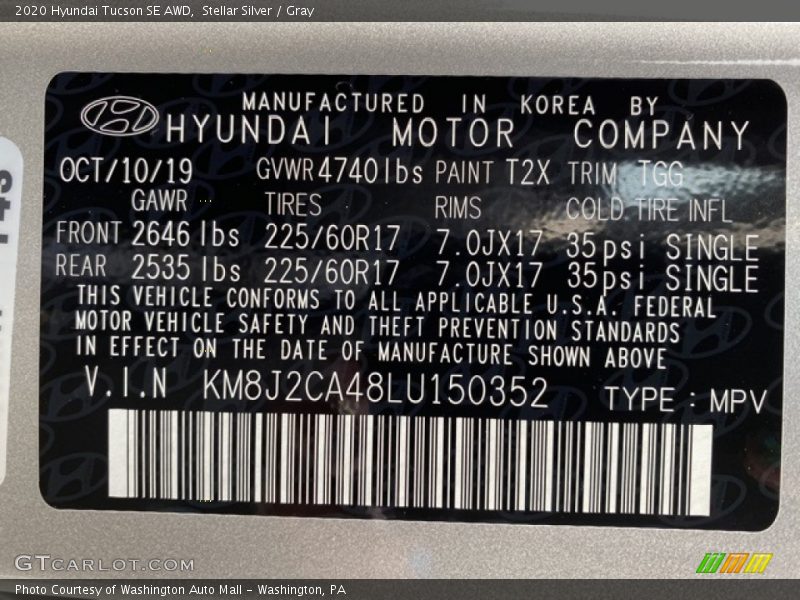 2020 Hyundai Tucson SE AWD, Stellar Silver / Gray
MANUFACTURED IN KOREA BY
HYUNDAI MOTOR COMPANY
OCT/10/19 GVWR 4740lbs PAINT T2X TRIM TGG
GAWR TIRES RIMS COLD TIRE INFL
FRONT 2646 lbs 225/60R17 7.0JX17 35psi SINGLE
REAR 2535 lbs 225/60R17 7.0JX17 35psi SINGLE
THIS VEHICLE CONFORMS TO ALL APPLICABLE U.S.A. FEDERAL
MOTOR VEHICLE SAFETY AND THEFT PREVENTION STANDARDS
IN EFFECT ON THE DATE OF MANUFACTURE SHOWN ABOVE
V.I.N KM8J2CA48LU150352 TYPE : MPV
GTCARLOT.COM
Photo Courtesy of Washington Auto Mall - Washington, PA